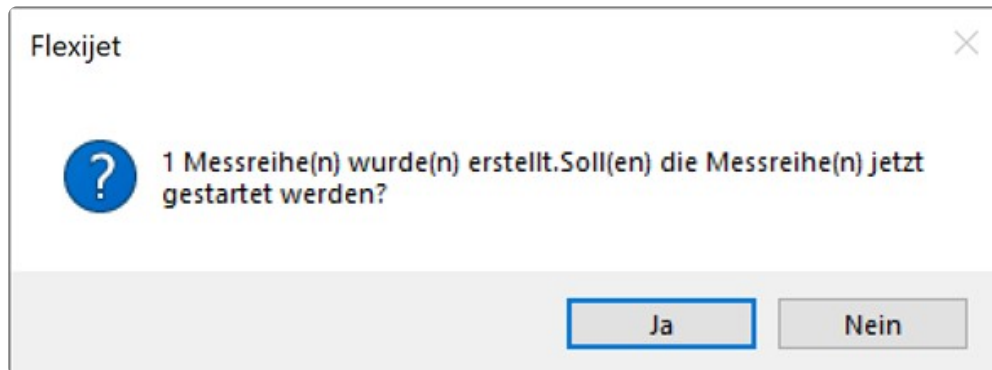 Flexijet
?
1 Messreihe(n) wurde(n) erstellt.Soll(en) die Messreihe(n) jetzt
gestartet werden?
Ja
Nein